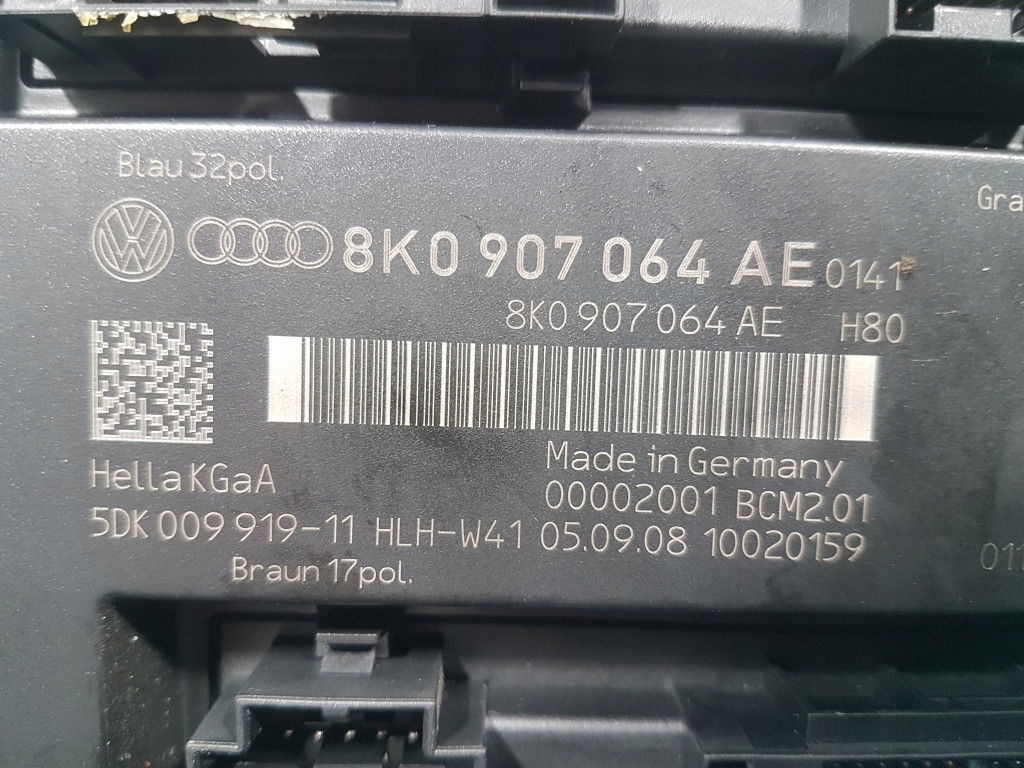 Blau 32pol.
8K0 907 064 AE 0141
8K0 907 064 AE H80
Hella KGaA
Made in Germany
00002001 BCM2.01
5DK 009 919-11 HLH-W41 05.09.08 10020159
Braun 17pol.